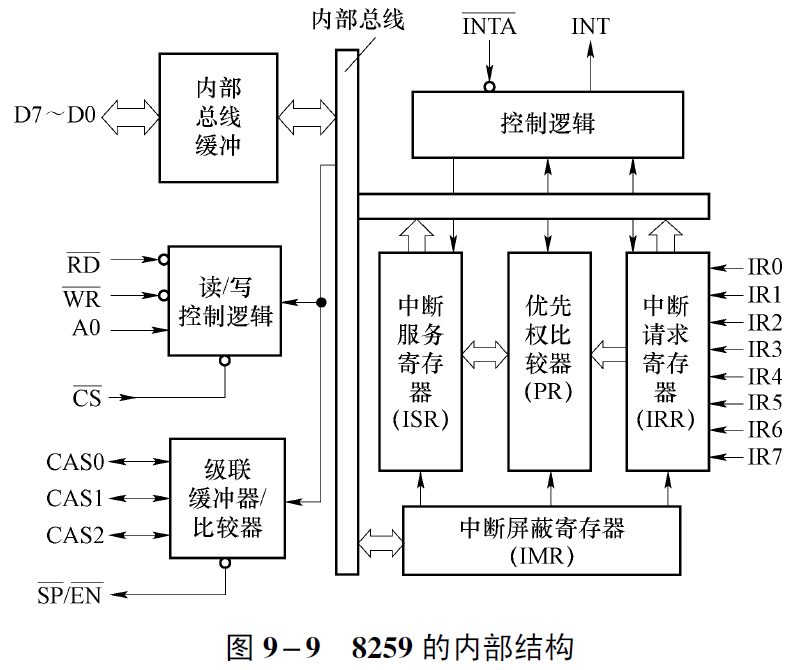 内部总线
INTA
INT
D7～D0
内部
总线
缓冲
控制逻辑
RD
WR
A0
CS
读/写
控制逻辑
中断
服务
寄存
器
(ISR)
优先
权比
较器
(PR)
中断
请求
寄存
器
(IRR)
IR0
IR1
IR2
IR3
IR4
IR5
IR6
IR7
CAS0
CAS1
CAS2
SP/EN
级联
缓冲器/
比较器
中断屏蔽寄存器
(IMR)
图 9-9 8259 的内部结构